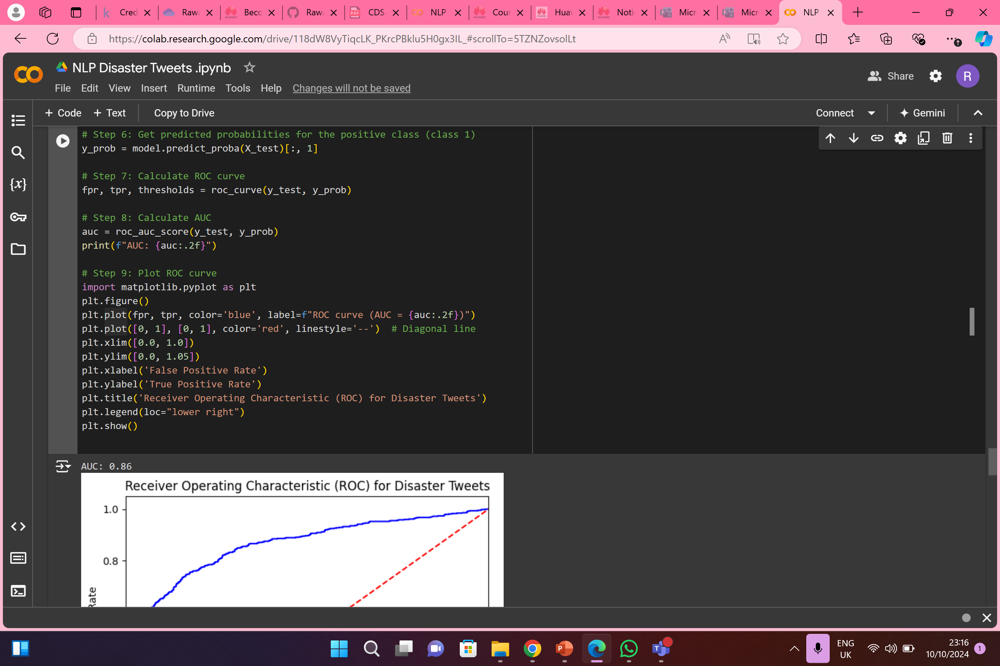 Cred
Rawa
Beco
Rawa
CDS-
NLP
Cour
Huaw
Noti
Micr
Micr
NLP
https://colab.research.google.com/drive/118dW8VyTiqcLK_PKrcPBklu5H0gx3IL_#scrollTo=5TZNZovsolLt
NLP Disaster Tweets .ipynb
Share
R
File Edit View Insert Runtime Tools Help Changes will not be saved
+ Code + Text Copy to Drive Connect Gemini
# Step 6: Get predicted probabilities for the positive class (class 1)
y_prob = model.predict_proba(X_test)[:, 1]
# Step 7: Calculate ROC curve
fpr, tpr, thresholds = roc_curve(y_test, y_prob)
# Step 8: Calculate AUC
auc = roc_auc_score(y_test, y_prob)
print(f"AUC: {auc:.2f}")
# Step 9: Plot ROC curve
import matplotlib.pyplot as plt
plt.figure()
plt.plot(fpr, tpr, color='blue', label=f"ROC curve (AUC = {auc:.2f})")
plt.plot([0, 1], [0, 1], color='red', linestyle='--')  # Diagonal line
plt.xlim([0.0, 1.0])
plt.ylim([0.0, 1.05])
plt.xlabel('False Positive Rate')
plt.ylabel('True Positive Rate')
plt.title('Receiver Operating Characteristic (ROC) for Disaster Tweets')
plt.legend(loc="lower right")
plt.show()
AUC: 0.86
Receiver Operating Characteristic (ROC) for Disaster Tweets
1.0
0.8
Rate
ENG
UK
23:16
10/10/2024
1